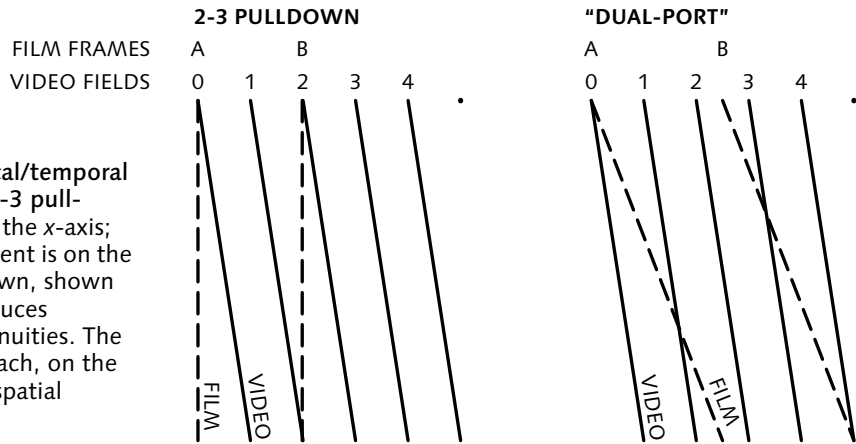 2-3 PULLDOWN
“DUAL-PORT”
FILM FRAMES A B A B
VIDEO FIELDS 0 1 2 3 4 0 1 2 3 4
cal/temporal
-3 pull-
the x-axis;
ent is on the
wn, shown
uces
nuities. The
ach, on the
spatial
FILM
VIDEO
VIDEO
FILM